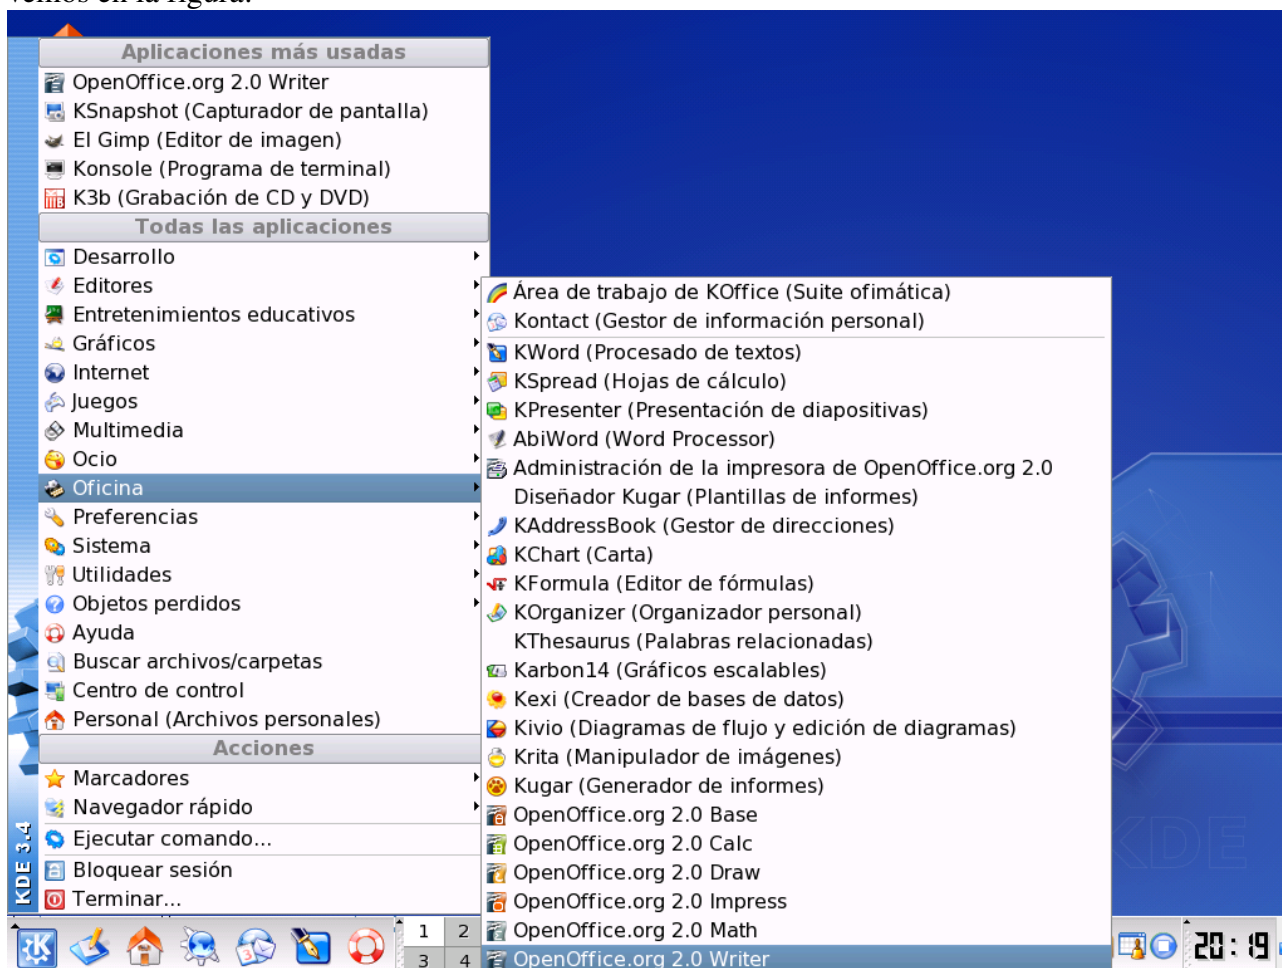 vemos en la figura:
Aplicaciones más usadas
OpenOffice.org 2.0 Writer
KSnapshot (Capturador de pantalla)
El Gimp (Editor de imagen)
Konsole (Programa de terminal)
K3b (Grabación de CD y DVD)
Todas las aplicaciones
Desarrollo
Editores
Entretenimientos educativos
Gráficos
Internet
Juegos
Multimedia
Ocio
Oficina
Preferencias
Sistema
Utilidades
Objetos perdidos
Ayuda
Buscar archivos/carpetas
Centro de control
Personal (Archivos personales)
Acciones
Marcadores
Navegador rápido
Ejecutar comando...
Bloquear sesión
Terminar...
KDE 3.4
Área de trabajo de KOffice (Suite ofimática)
Kontact (Gestor de información personal)
KWord (Procesado de textos)
KSpread (Hojas de cálculo)
KPresenter (Presentación de diapositivas)
AbiWord (Word Processor)
Administración de la impresora de OpenOffice.org 2.0
Diseñador Kugar (Plantillas de informes)
KAddressBook (Gestor de direcciones)
KChart (Carta)
KFormula (Editor de fórmulas)
KOrganizer (Organizador personal)
KThesaurus (Palabras relacionadas)
Karbon14 (Gráficos escalables)
Kexi (Creador de bases de datos)
Kivio (Diagramas de flujo y edición de diagramas)
Krita (Manipulador de imágenes)
Kugar (Generador de informes)
OpenOffice.org 2.0 Base
OpenOffice.org 2.0 Calc
OpenOffice.org 2.0 Draw
OpenOffice.org 2.0 Impress
OpenOffice.org 2.0 Math
OpenOffice.org 2.0 Writer
KDE
1 2
3 4
20:19